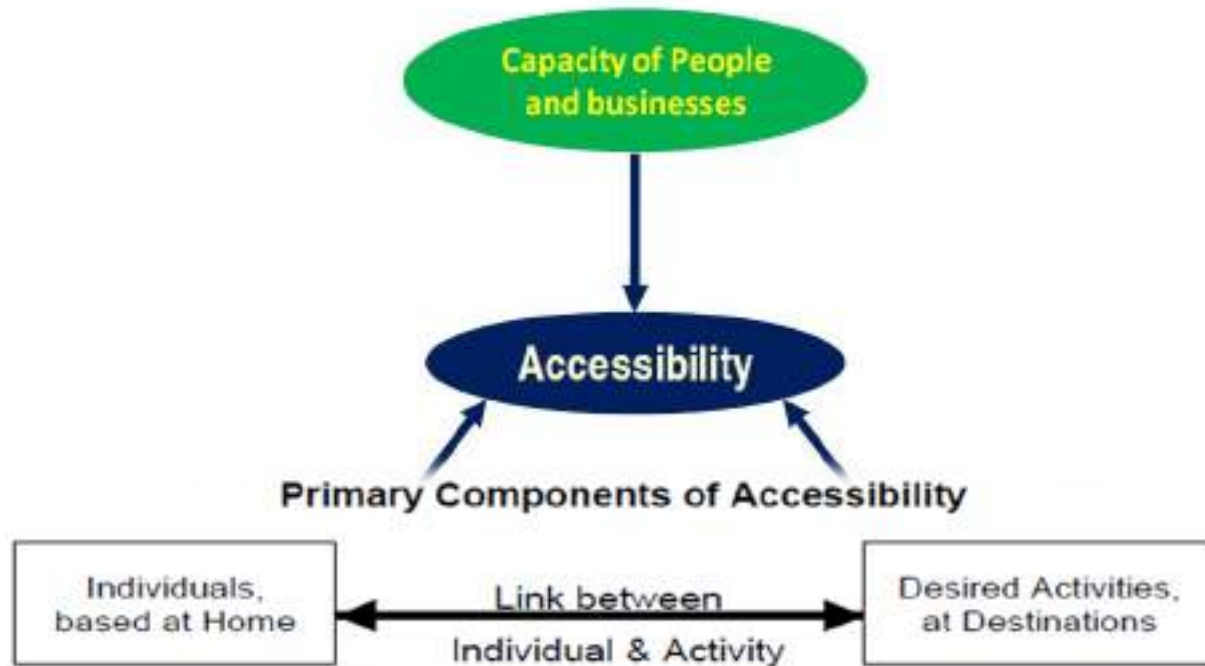 Capacity of People
and businesses
Accessibility
Primary Components of Accessibility
Individuals,
based at Home
Link between
Individual & Activity
Desired Activities,
at Destinations